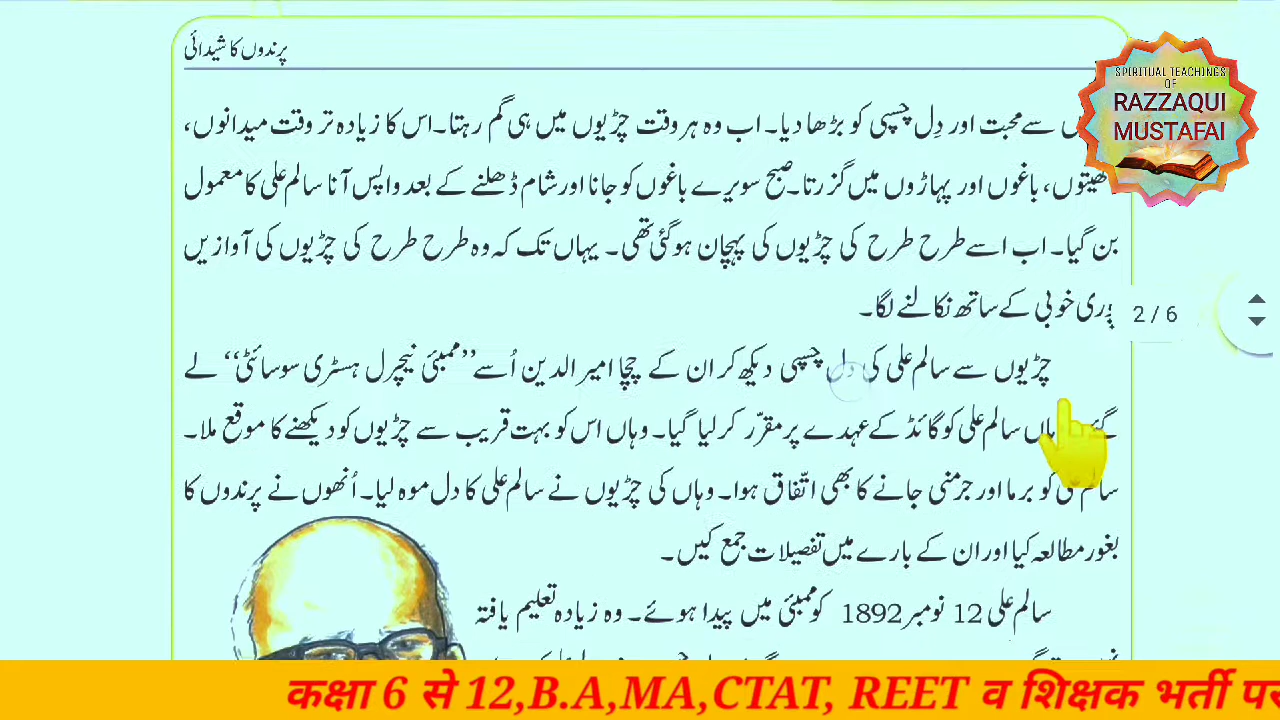 پرندوں کا شیدائی
SPIRITUAL TEACHINGS
OF
RAZZAQUI
MUSTAFAI
سے محبت اور دِل چسپی کو بڑھا دیا۔ اب وہ ہر وقت چڑیوں میں ہی گم رہتا۔ اس کا زیادہ تر وقت میدانوں،
کھیتوں، باغوں اور پہاڑوں میں گزرتا۔ صبح سویرے باغوں کو جانا اور شام ڈھلنے کے بعد واپس آنا سالم علی کا معمول
بن گیا۔ اب اسے طرح طرح کی چڑیوں کی پہچان ہوگئی تھی۔ یہاں تک کہ وہ طرح طرح کی چڑیوں کی آوازیں
پوری خوبی کے ساتھ نکالنے لگا۔
2 / 6
چڑیوں سے سالم علی کی دل چسپی دیکھ کر ان کے چچا امیر الدین اُسے ’’ممبئی نیچرل ہسٹری سوسائٹی‘‘ لے
گئے سالم علی کو گائڈ کے عہدے پر مقرّر کر لیا گیا۔ وہاں اس کو بہت قریب سے چڑیوں کو دیکھنے کا موقع ملا۔
سالم علی کو برما اور جرمنی جانے کا بھی اتّفاق ہوا۔ وہاں کی چڑیوں نے سالم علی کا دل موہ لیا۔ اُنھوں نے پرندوں کا
بغور مطالعہ کیا اور ان کے بارے میں تفصیلات جمع کیں۔
سالم علی 12 نومبر 1892 کو ممبئی میں پیدا ہوئے۔ وہ زیادہ تعلیم یافتہ
कक्षा 6 से 12,B.A,MA,CTAT, REET व शिक्षक भर्ती